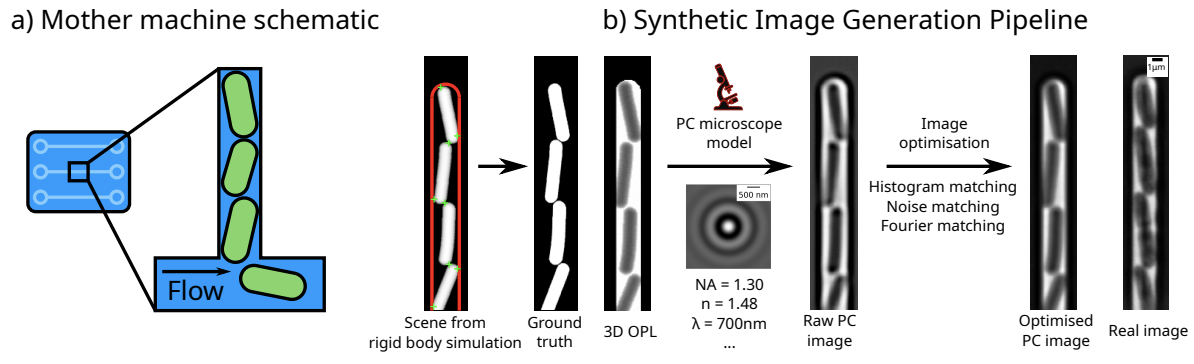 a) Mother machine schematic
Flow
b) Synthetic Image Generation Pipeline
Scene from
rigid body simulation
Ground
truth
3D OPL
PC microscope
model
500 nm
NA = 1.30
n = 1.48
λ = 700nm
...
Raw PC
image
Image
optimisation
Histogram matching
Noise matching
Fourier matching
Optimised
PC image
1μm
Real image